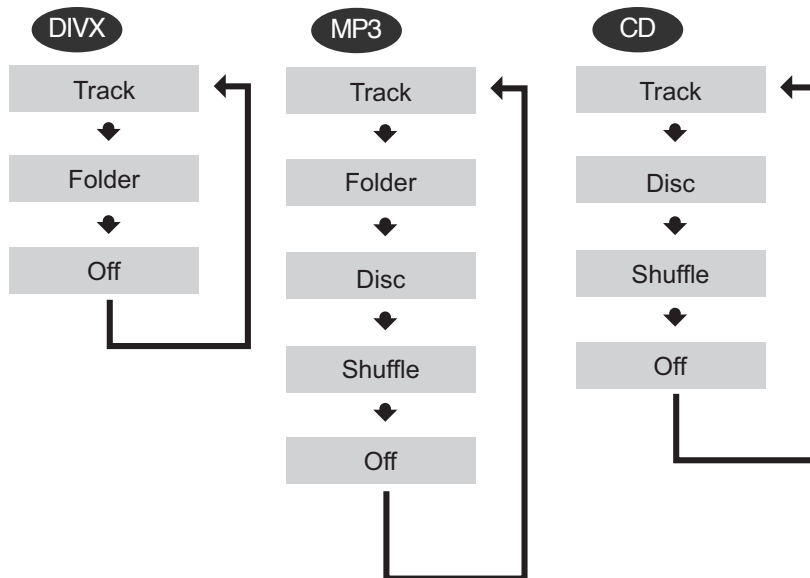 DIVX
Track
Folder
Off
MP3
Track
Folder
Disc
Shuffle
Off
CD
Track
Disc
Shuffle
Off